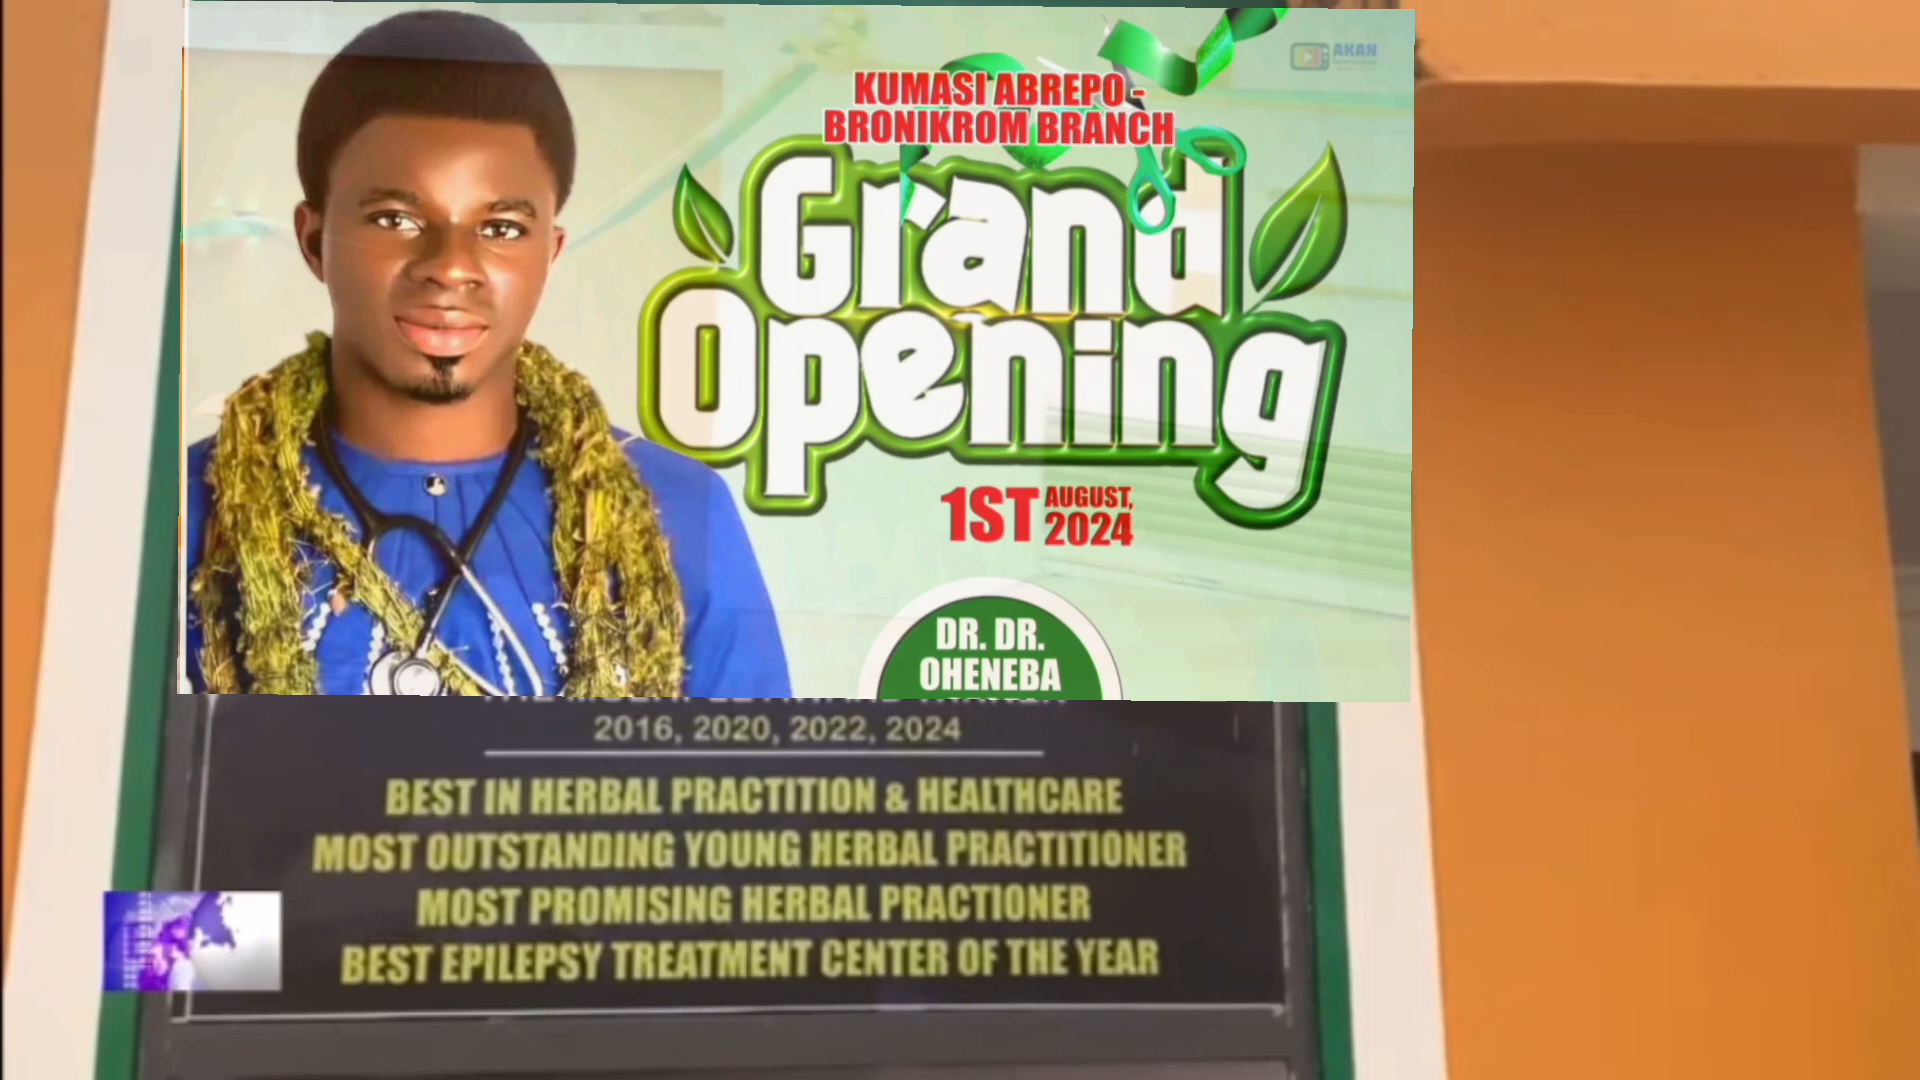 AKAN
KUMASI ABREPO -
BRONIKROM BRANCH
Grand
Opening
1ST AUGUST,
2024
DR. DR.
OHENEBA
2016, 2020, 2022, 2024
BEST IN HERBAL PRACTITION & HEALTHCARE
MOST OUTSTANDING YOUNG HERBAL PRACTITIONER
MOST PROMISING HERBAL PRACTIONER
BEST EPILEPSY TREATMENT CENTER OF THE YEAR